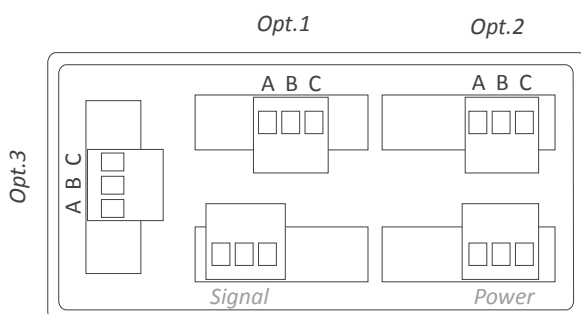 Opt.1
Opt.2
A B C
A B C
Opt.3
A B C
Signal
Power